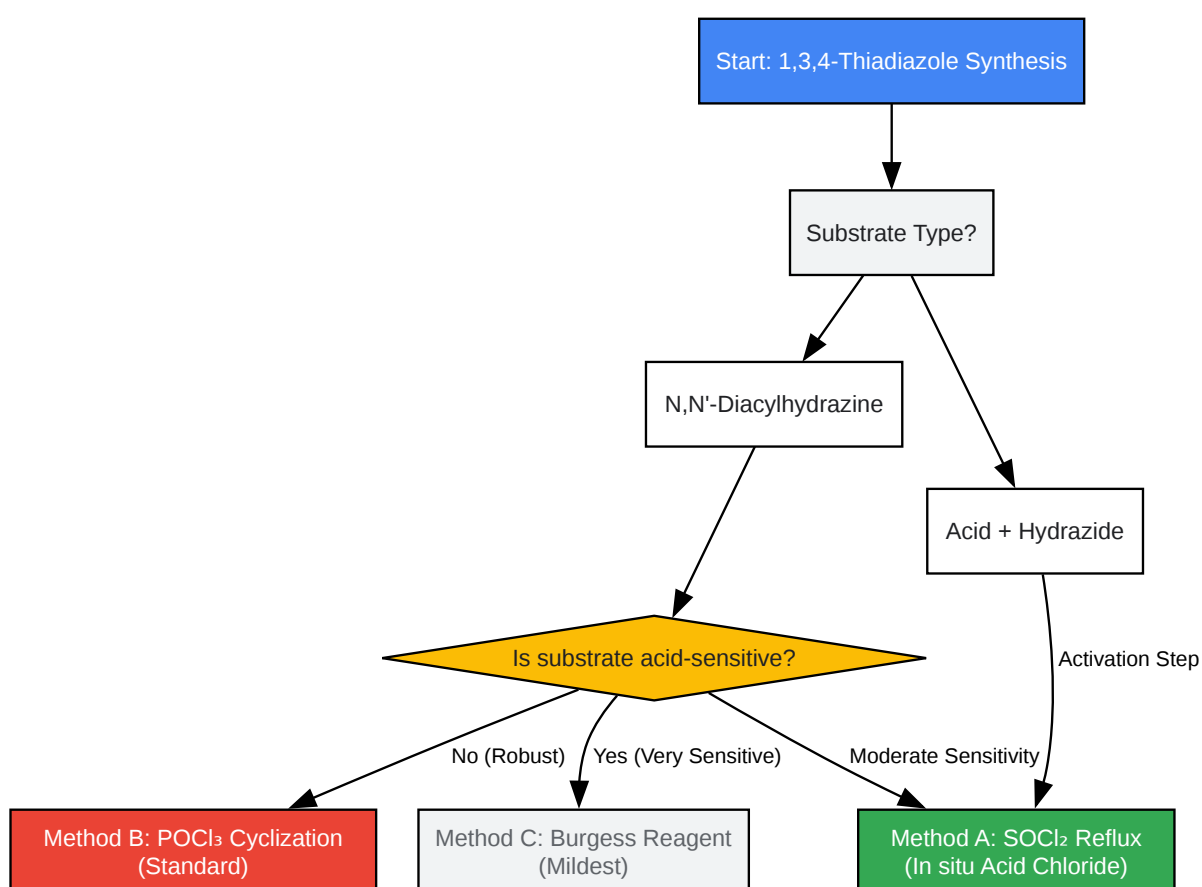 Start: 1,3,4-Thiadiazole Synthesis
Substrate Type?
N,N'-Diacylhydrazine
Acid + Hydrazide
Is substrate acid-sensitive?
Activation Step
No (Robust)
Yes (Very Sensitive)
Moderate Sensitivity
Method B: POCl₃ Cyclization
(Standard)
Method C: Burgess Reagent
(Mildest)
Method A: SOCl₂ Reflux
(In situ Acid Chloride)